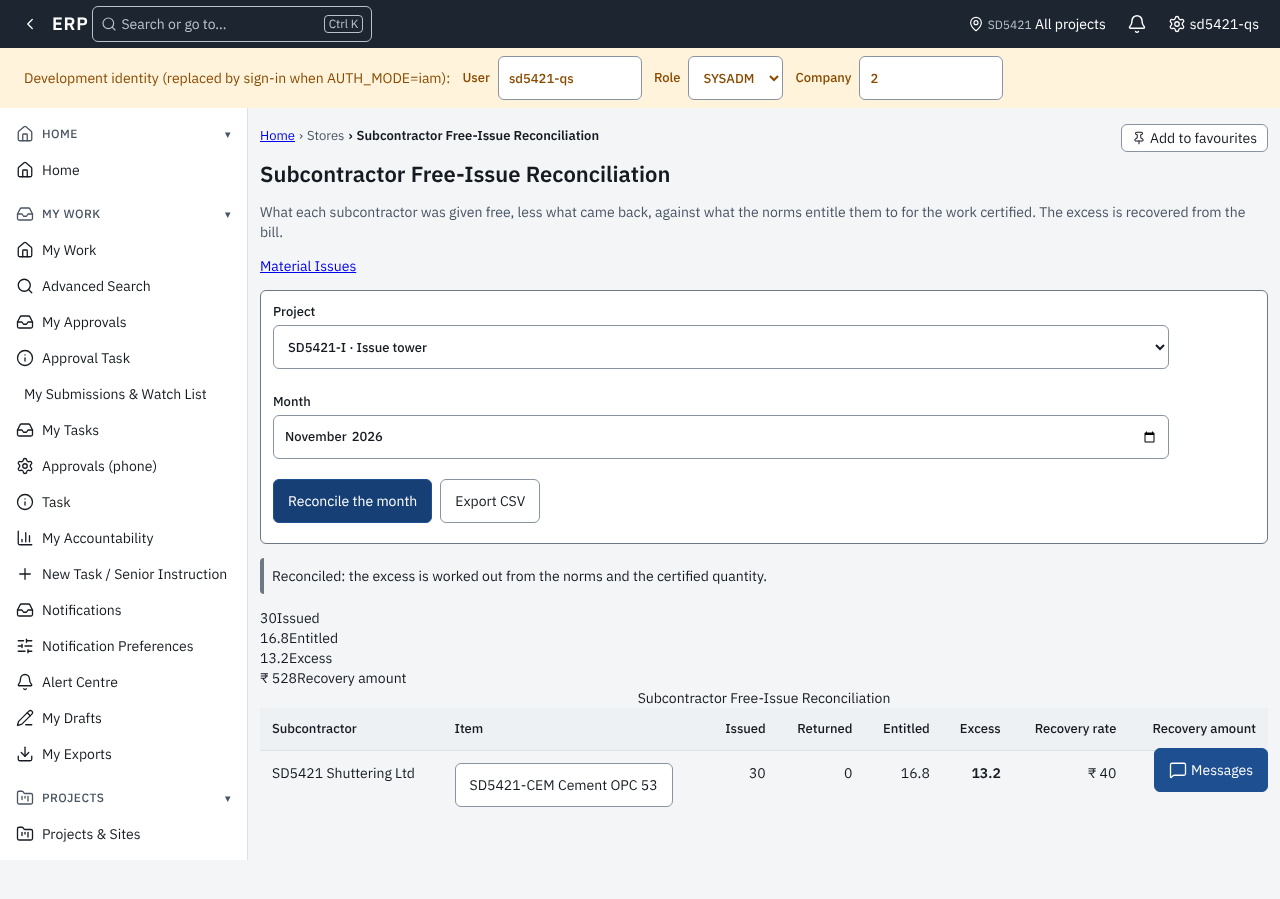 ERP
Search or go to...
Ctrl K
SD5421 All projects
sd5421-qs
Development identity (replaced by sign-in when AUTH_MODE=iam):
User
sd5421-qs
Role
SYSADM
Company
2
HOME
Home
MY WORK
My Work
Advanced Search
My Approvals
Approval Task
My Submissions & Watch List
My Tasks
Approvals (phone)
Task
My Accountability
New Task / Senior Instruction
Notifications
Notification Preferences
Alert Centre
My Drafts
My Exports
PROJECTS
Projects & Sites
Home › Stores › Subcontractor Free-Issue Reconciliation
Add to favourites
Subcontractor Free-Issue Reconciliation
What each subcontractor was given free, less what came back, against what the norms entitle them to for the work certified. The excess is recovered from the
bill.
Material Issues
Project
SD5421-I · Issue tower
Month
November 2026
Reconcile the month
Export CSV
Reconciled: the excess is worked out from the norms and the certified quantity.
30Issued
16.8Entitled
13.2Excess
₹ 528Recovery amount
Subcontractor Free-Issue Reconciliation
Subcontractor Item Issued Returned Entitled Excess Recovery rate Recovery amount
SD5421 Shuttering Ltd SD5421-CEM Cement OPC 53 30 0 16.8 13.2 ₹ 40
Messages